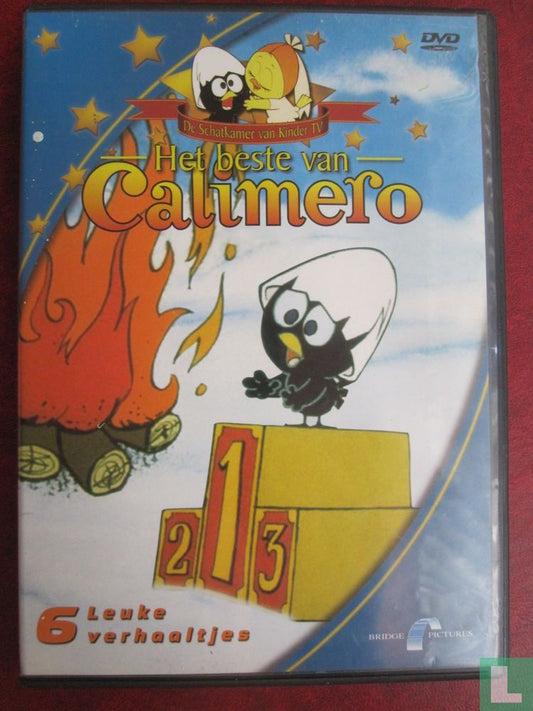 DVD
De Schatkamer van Kinder TV
Het beste van
Calimero
1
2 3
6 Leuke
verhaaltjes
BRIDGE PICTURES
L